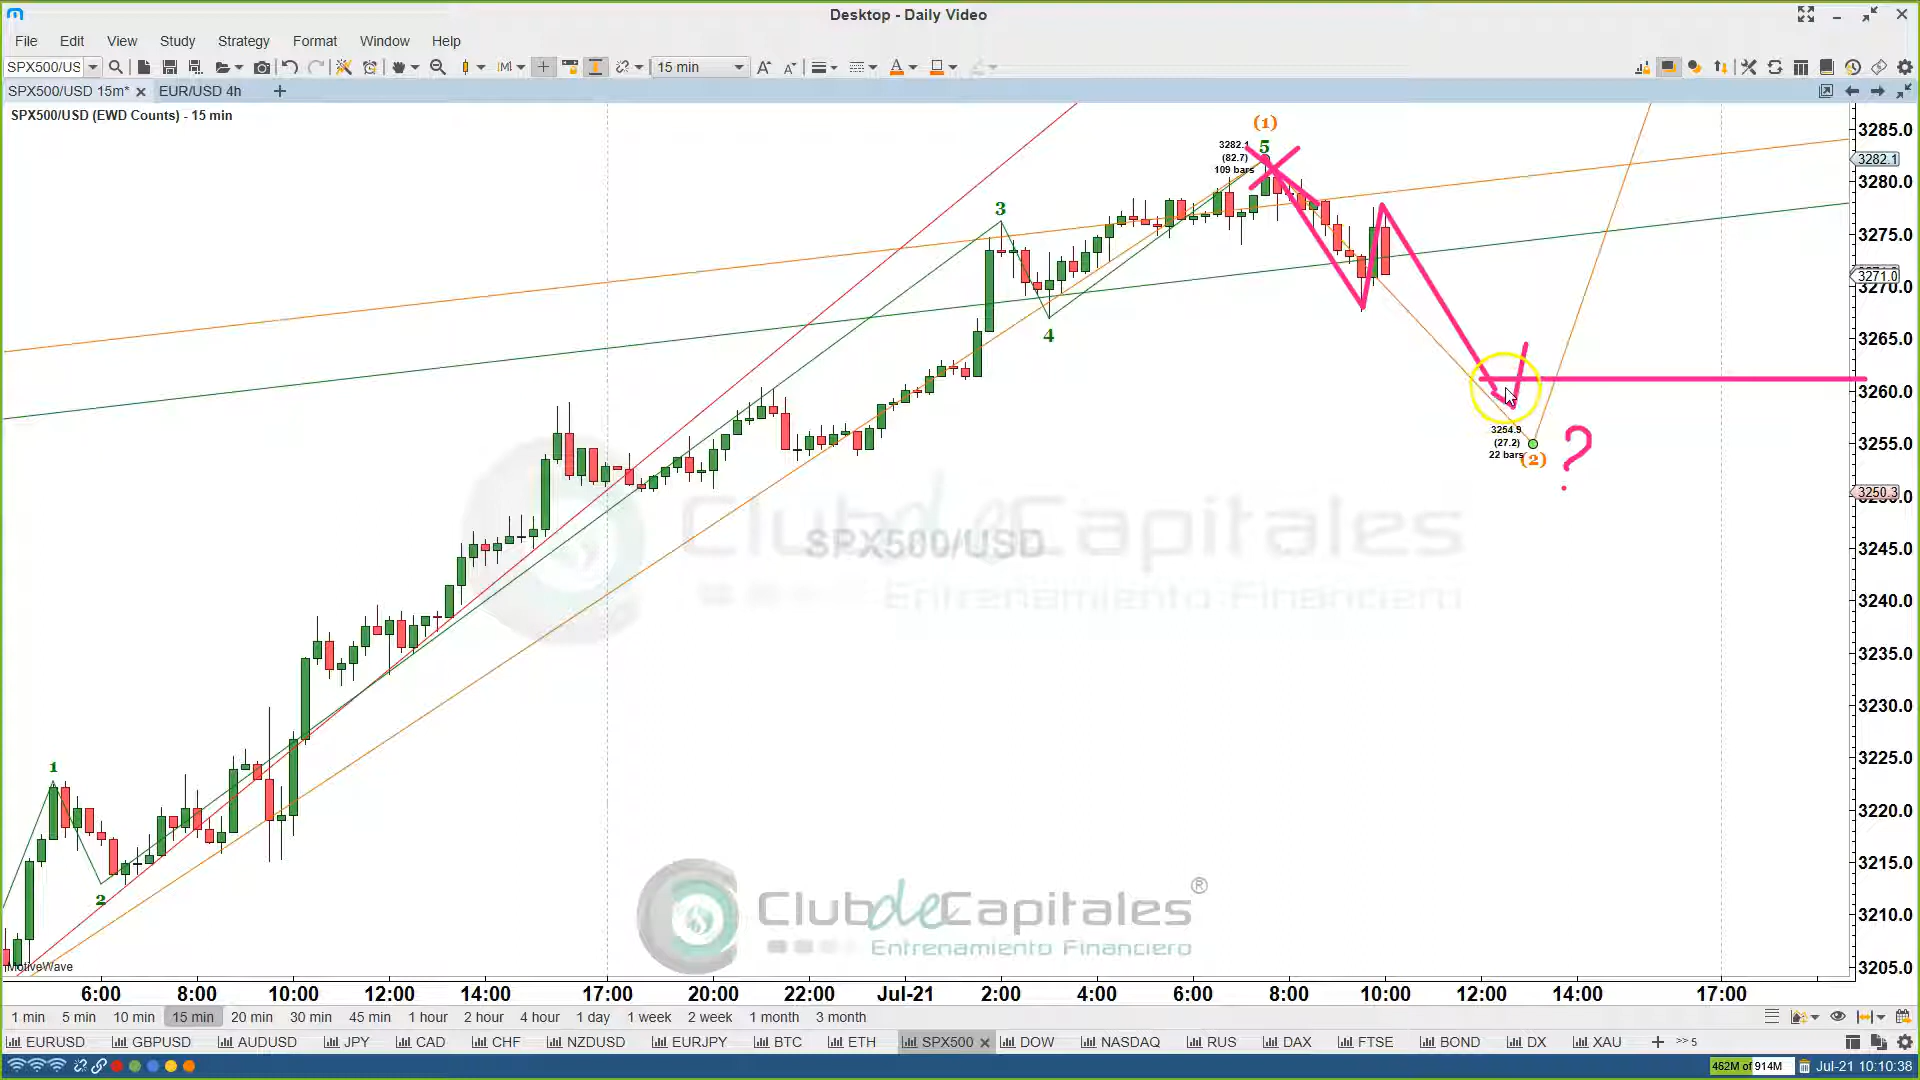 Desktop - Daily Video
File Edit View Study Strategy Format Window Help
SPX500/US 15 min
SPX500/USD 15m* EUR/USD 4h
SPX500/USD (EWD Counts) - 15 min
(1)
3282.1 5
(82.7)
109 bars
3
4
1
2
3254.9
(27.2)
22 bars
(2)
?
3285.0
3282.1
3280.0
3275.0
3271.0
3270.0
3265.0
3260.0
3255.0
3250.3
3245.0
3240.0
3235.0
3230.0
3225.0
3220.0
3215.0
3210.0
3205.0
Club de Capitales
SPX500/USD
Entrenamiento Financiero
Club de Capitales ®
Entrenamiento Financiero
MotiveWave
6:00 8:00 10:00 12:00 14:00 17:00 20:00 22:00 Jul-21 2:00 4:00 6:00 8:00 10:00 12:00 14:00 17:00
1 min 5 min 10 min 15 min 20 min 30 min 45 min 1 hour 2 hour 4 hour 1 day 1 week 2 week 1 month 3 month
EURUSD GBPUSD AUDUSD JPY CAD CHF NZDUSD EURJPY BTC ETH SPX500 DOW NASDAQ RUS DAX FTSE BOND DX XAU + >> 5
462M of 914M Jul-21 10:10:38